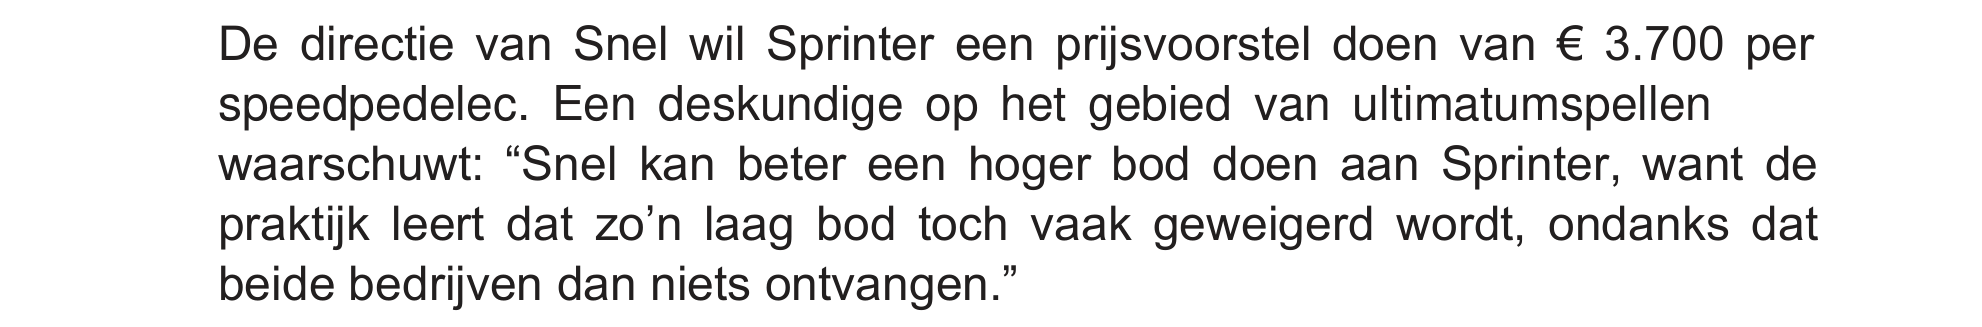 De directie van Snel wil Sprinter een prijsvoorstel doen van € 3.700 per
speedpedelec. Een deskundige op het gebied van ultimatumspellen
waarschuwt: “Snel kan beter een hoger bod doen aan Sprinter, want de
praktijk leert dat zo’n laag bod toch vaak geweigerd wordt, ondanks dat
beide bedrijven dan niets ontvangen.”